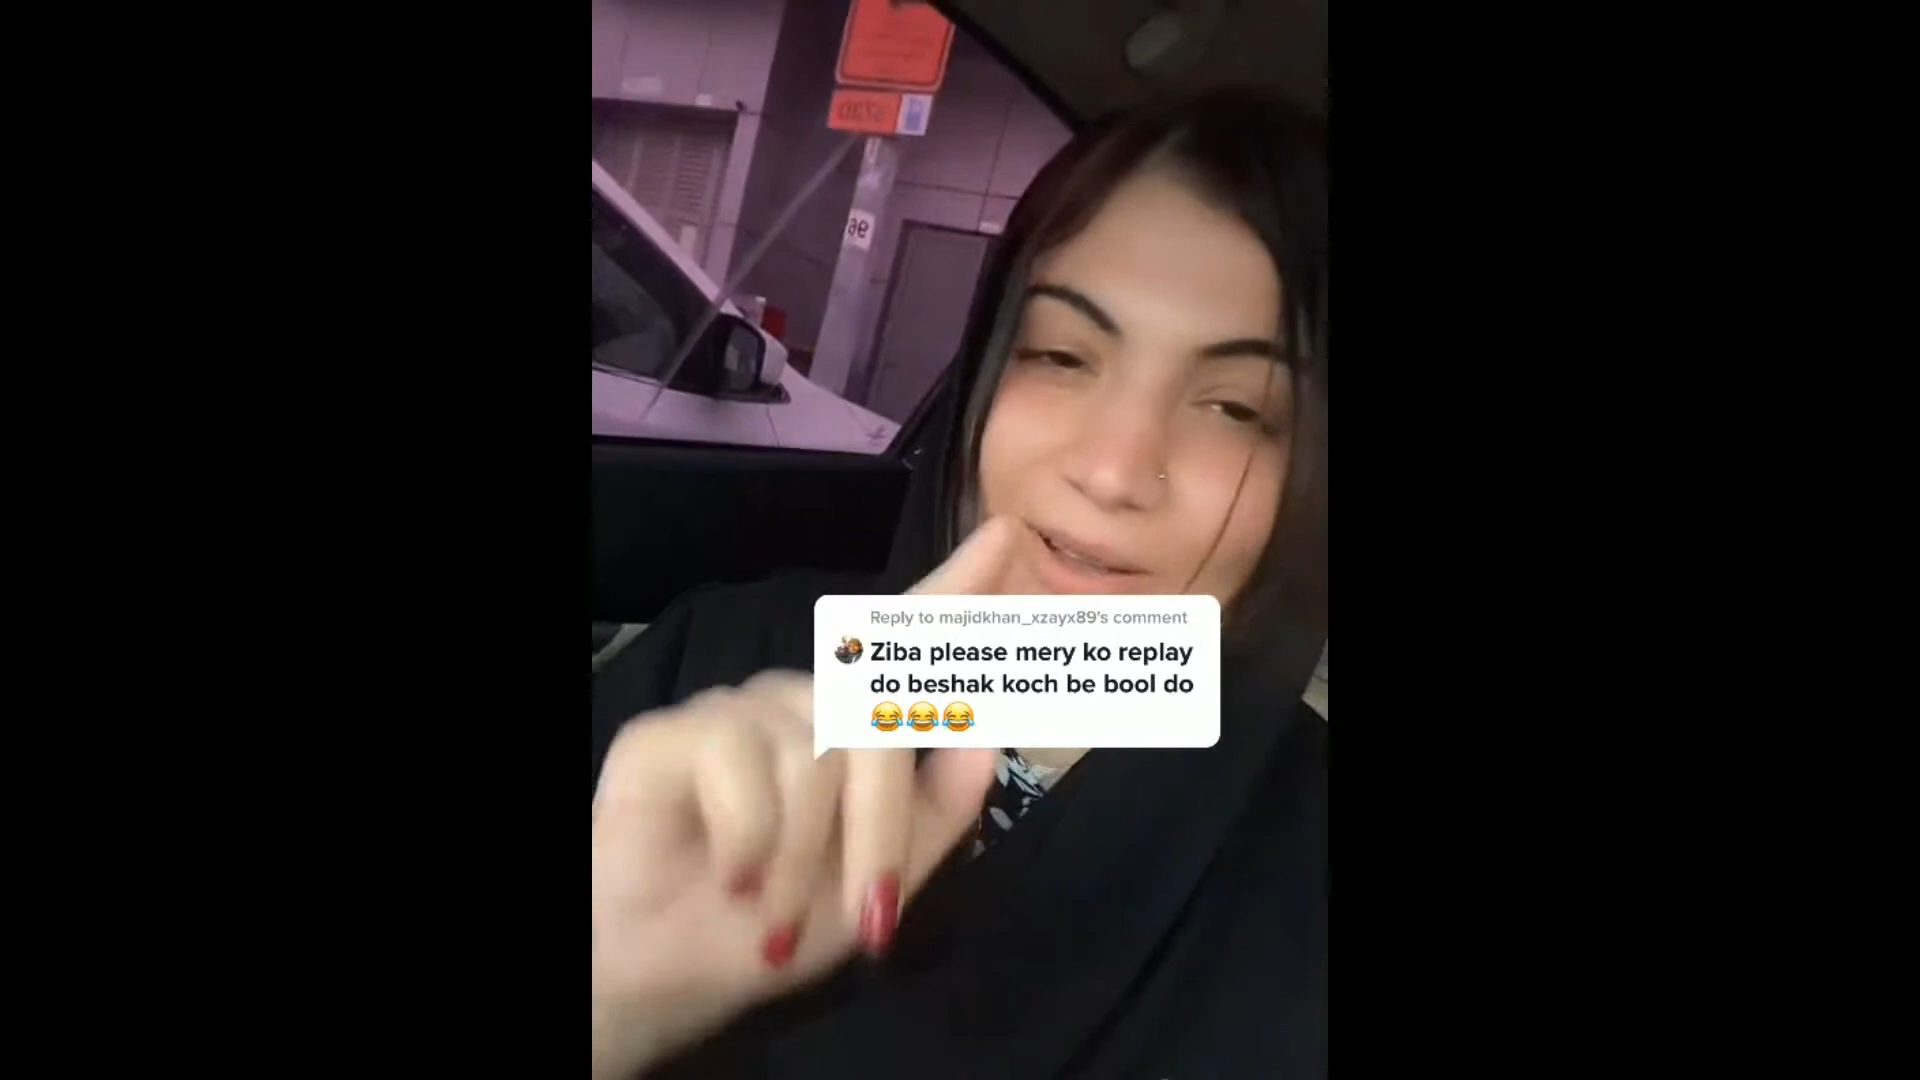 Reply to majidkhan_xzayx89's comment
Ziba please mery ko replay
do beshak koch be bool do
😂😂😂